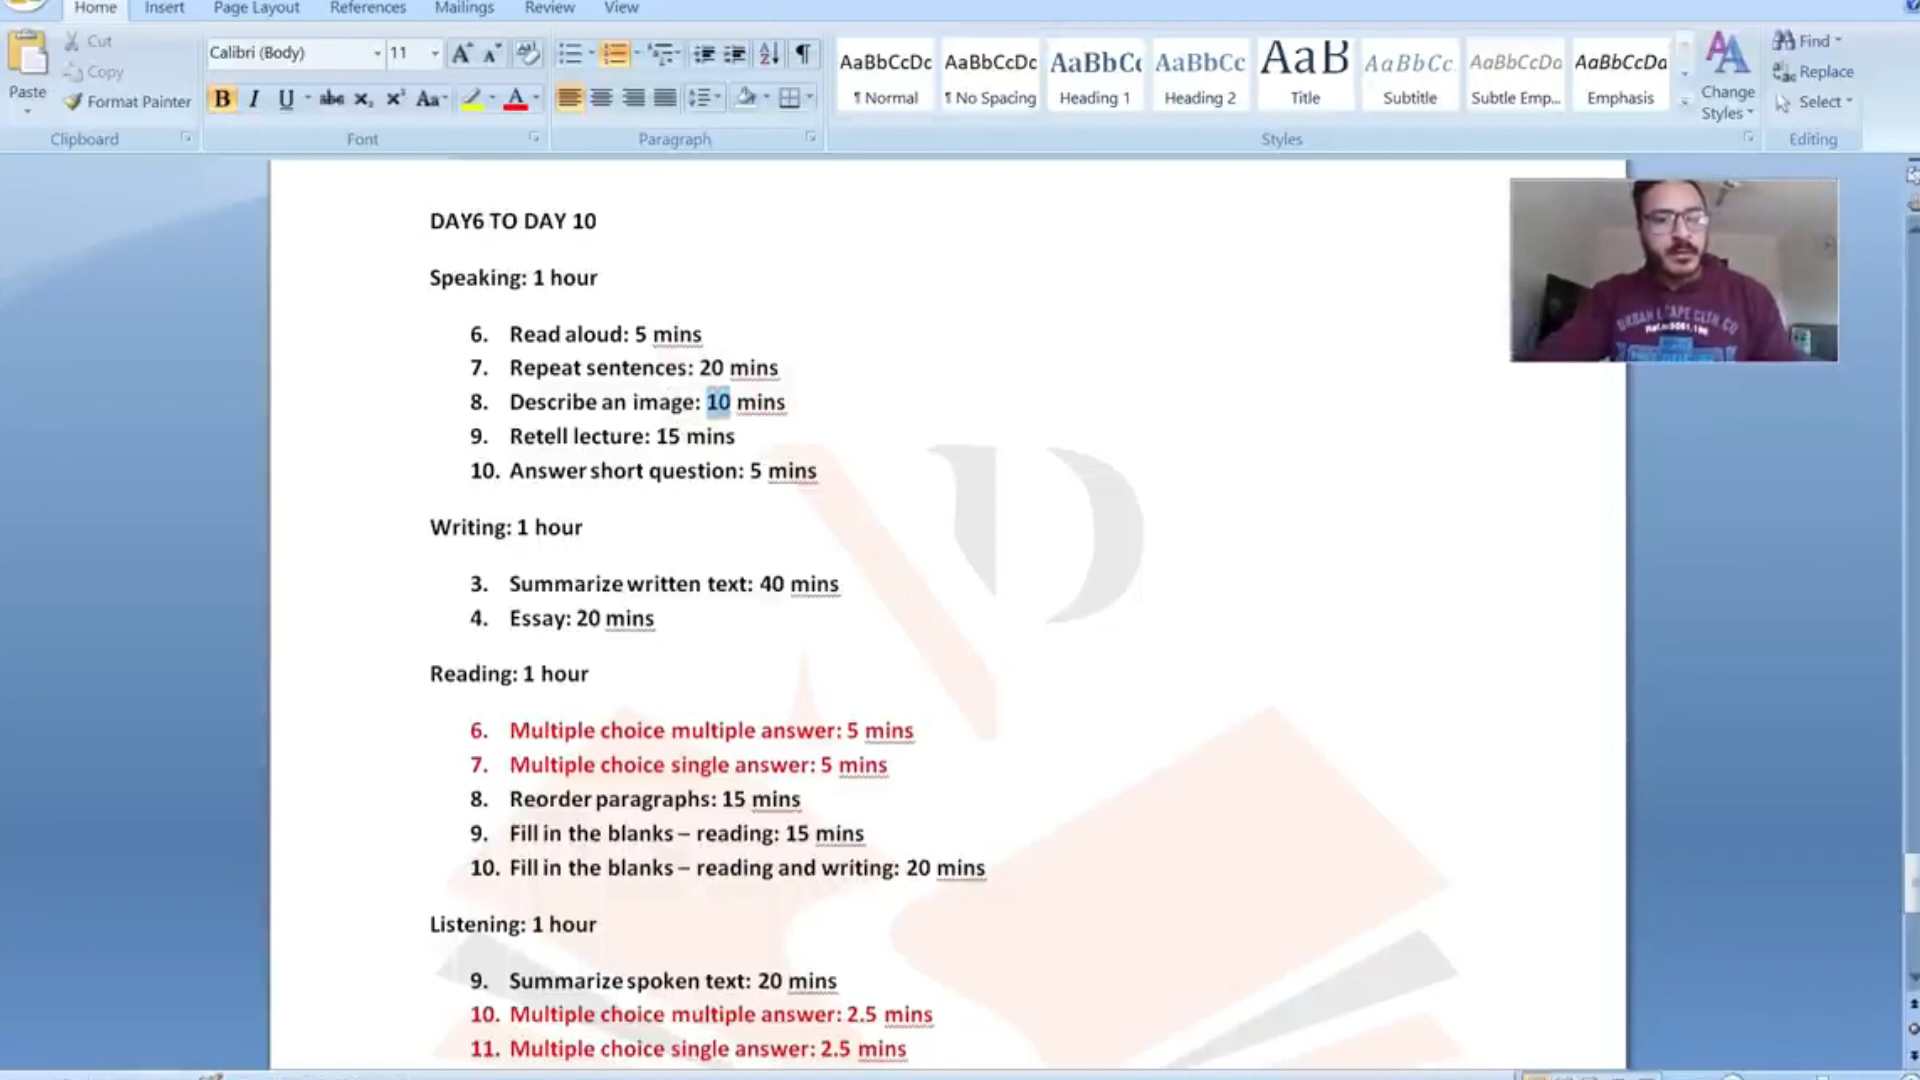 Home Insert Page Layout References Mailings Review View
Cut
Copy
Format Painter
Paste
Clipboard
Calibri (Body) 11
B I U abc X₂ X² Aa A
Font
Paragraph
AaBbCcDc AaBbCcDc AaBbCc AaBbCc AaB AaBbCc. AaBbCcDa AaBbCcDa
¶ Normal ¶ No Spacing Heading 1 Heading 2 Title Subtitle Subtle Emp... Emphasis
Styles
Change Styles
Find
Replace
Select
Editing
DAY6 TO DAY 10
Speaking: 1 hour
6. Read aloud: 5 mins
7. Repeat sentences: 20 mins
8. Describe an image: 10 mins
9. Retell lecture: 15 mins
10. Answer short question: 5 mins
Writing: 1 hour
3. Summarize written text: 40 mins
4. Essay: 20 mins
Reading: 1 hour
6. Multiple choice multiple answer: 5 mins
7. Multiple choice single answer: 5 mins
8. Reorder paragraphs: 15 mins
9. Fill in the blanks – reading: 15 mins
10. Fill in the blanks – reading and writing: 20 mins
Listening: 1 hour
9. Summarize spoken text: 20 mins
10. Multiple choice multiple answer: 2.5 mins
11. Multiple choice single answer: 2.5 mins